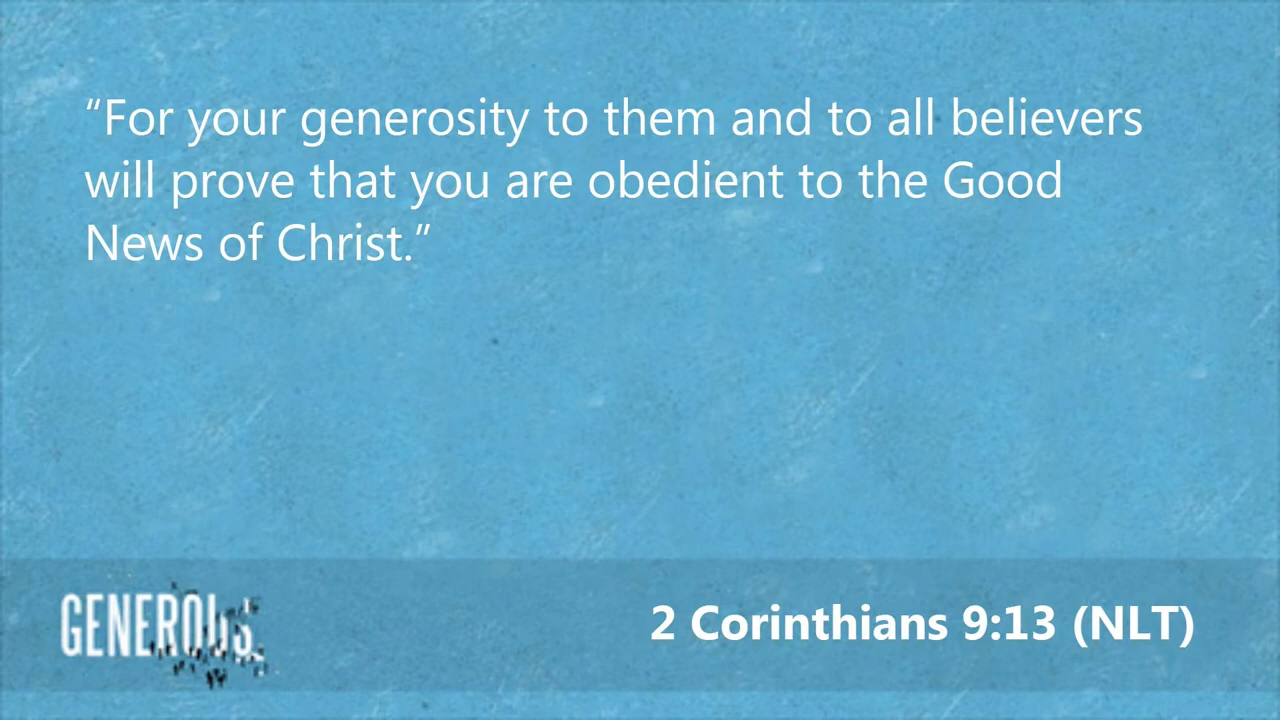 “For your generosity to them and to all believers
will prove that you are obedient to the Good
News of Christ.”
GENEROUS
2 Corinthians 9:13 (NLT)